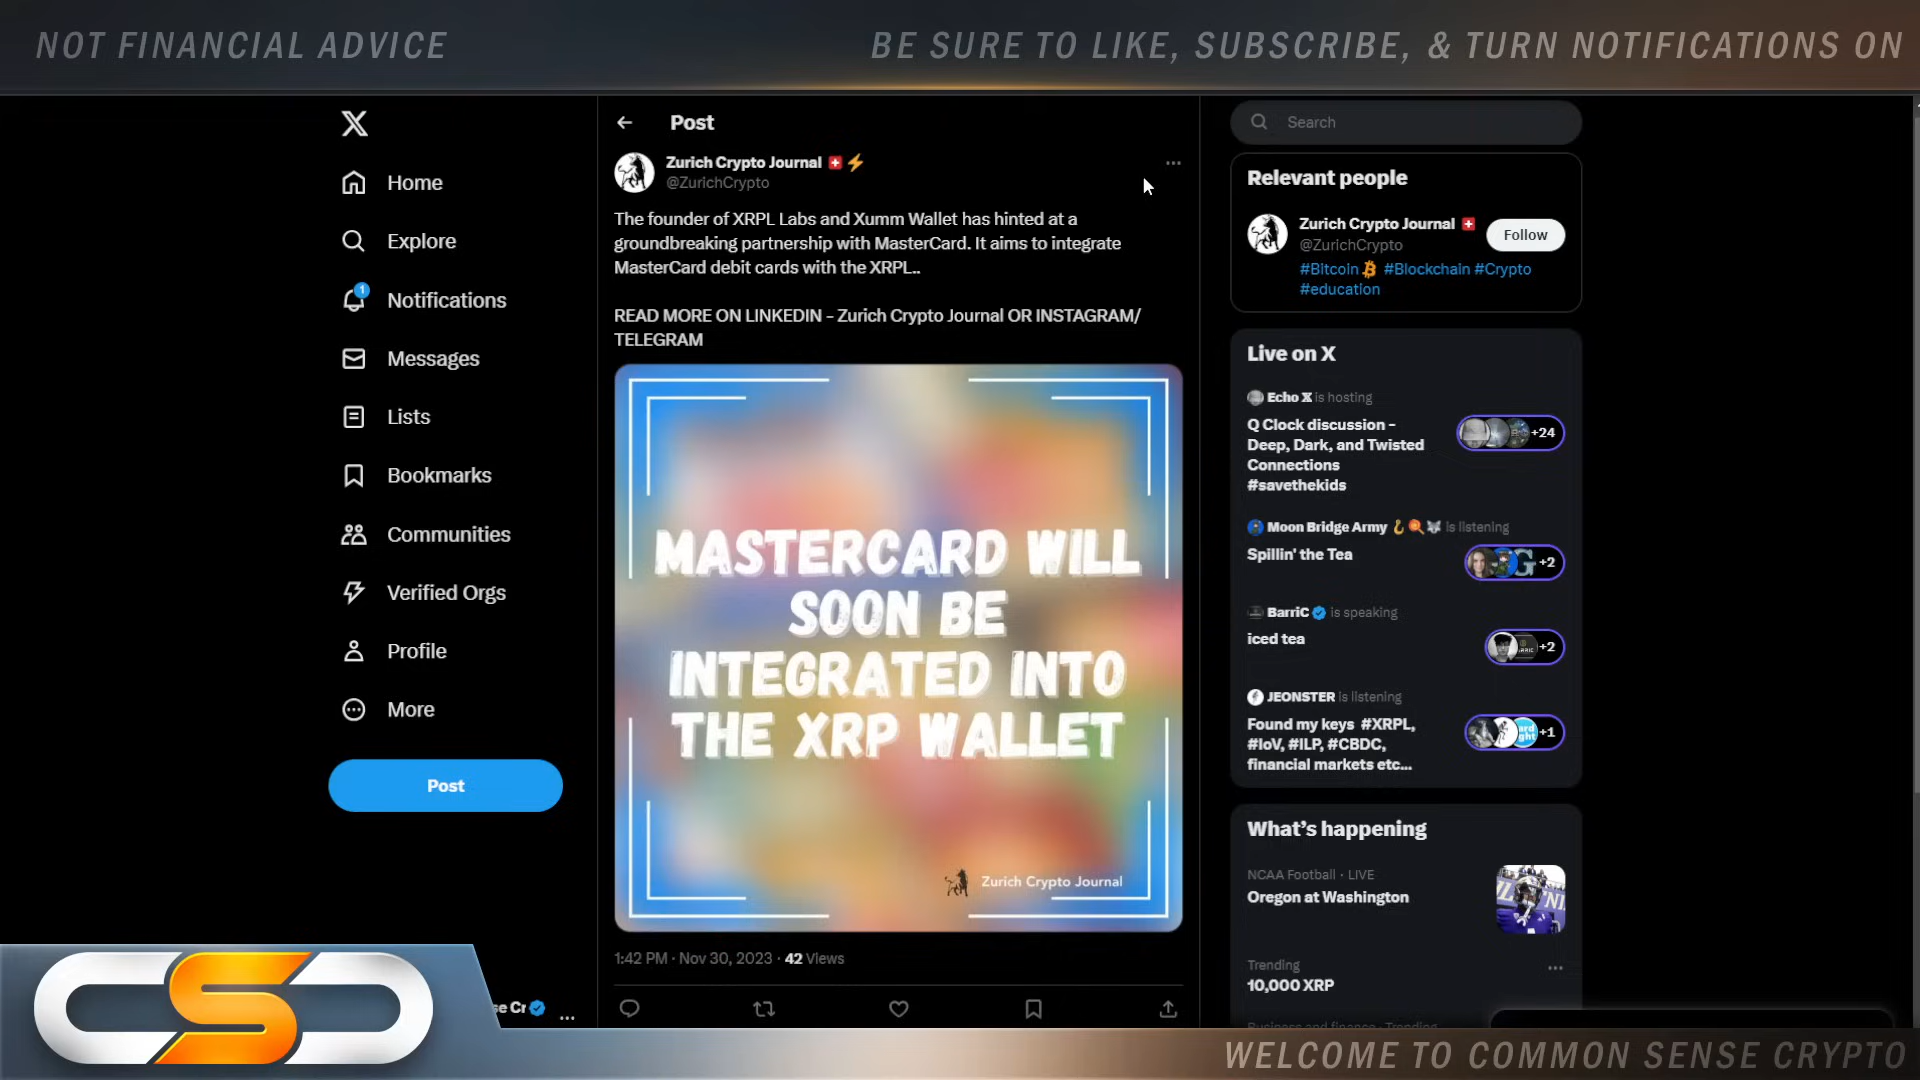 NOT FINANCIAL ADVICE
BE SURE TO LIKE, SUBSCRIBE, & TURN NOTIFICATIONS ON
Home
Explore
1
Notifications
Messages
Lists
Bookmarks
Communities
Verified Orgs
Profile
More
Post
se Cr
Post
Zurich Crypto Journal
@ZurichCrypto
The founder of XRPL Labs and Xumm Wallet has hinted at a
groundbreaking partnership with MasterCard. It aims to integrate
MasterCard debit cards with the XRPL..
READ MORE ON LINKEDIN - Zurich Crypto Journal OR INSTAGRAM/
TELEGRAM
MASTERCARD WILL
SOON BE
INTEGRATED INTO
THE XRP WALLET
Zurich Crypto Journal
1:42 PM · Nov 30, 2023 · 42 Views
Search
Relevant people
Zurich Crypto Journal
@ZurichCrypto
Follow
#Bitcoin #Blockchain #Crypto
#education
Live on X
Echo X is hosting
Q Clock discussion -
Deep, Dark, and Twisted
Connections
#savethekids
+24
Moon Bridge Army is listening
Spillin' the Tea
+2
BarriC is speaking
iced tea
+2
JEONSTER is listening
Found my keys #XRPL,
#IoV, #ILP, #CBDC,
financial markets etc...
+1
What's happening
NCAA Football · LIVE
Oregon at Washington
Trending
10,000 XRP
Business and finance · Trending
CSC
WELCOME TO COMMON SENSE CRYPTO